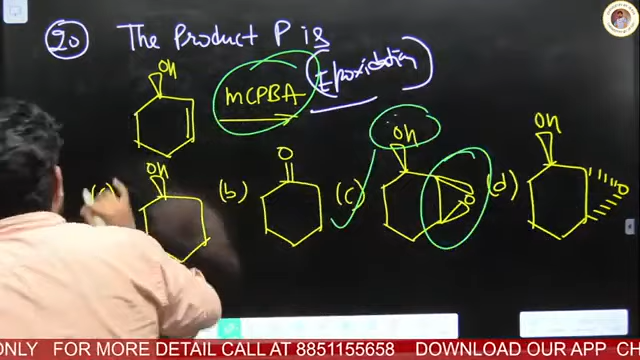 20 The Product P is
OH
MCPBA
Epoxidation
OH
(b)
O
(c)
OH
O
(d)
OH
O
ONLY FOR MORE DETAIL CALL AT 8851155658 DOWNLOAD OUR APP CH